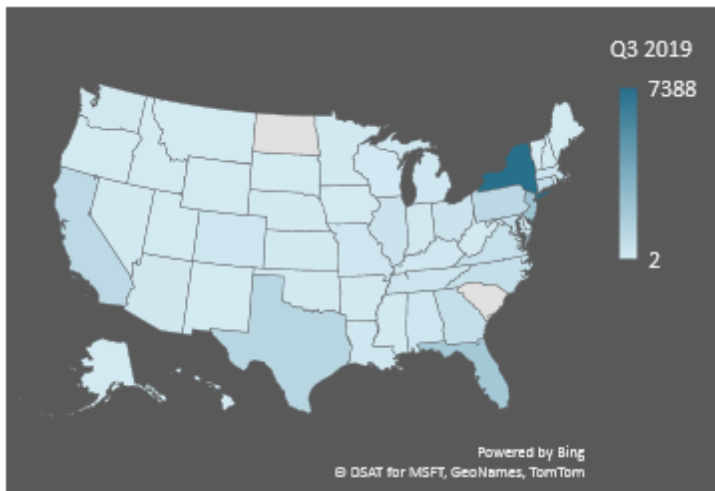 Q3 2019
7388
2
Powered by Bing
© DSAT for MSFT, GeoNames, TomTom